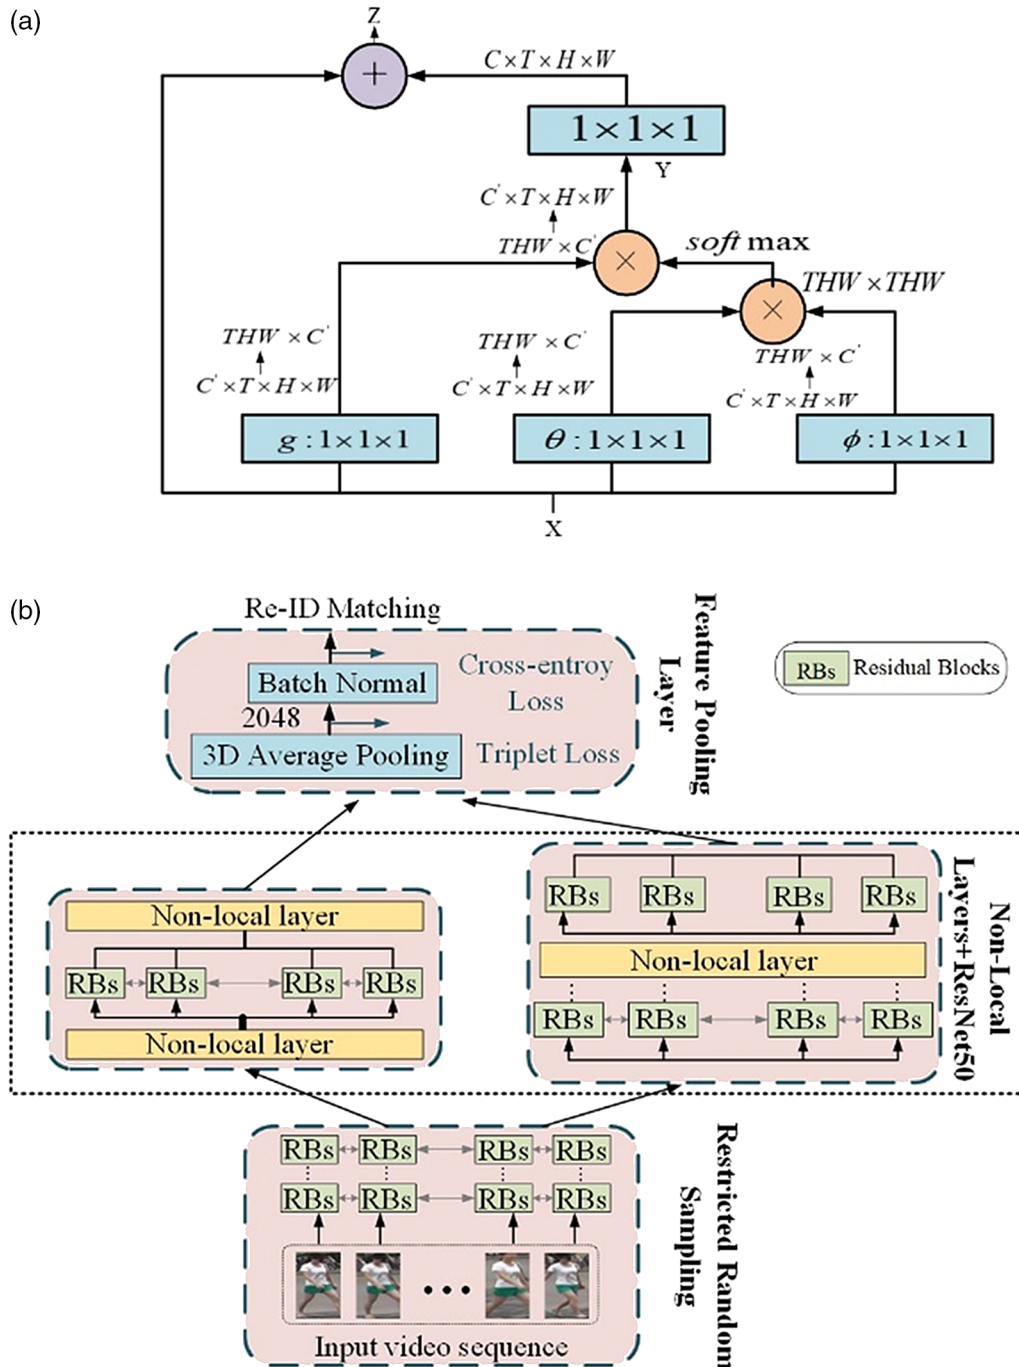 (a)
Z
+
C×T×H×W
1×1×1
Y
C'×T×H×W
THW×C'
×
soft max
×
THW×THW
THW×C'
C'×T×H×W
THW×C'
C'×T×H×W
THW×C'
C'×T×H×W
g:1×1×1
θ:1×1×1
ϕ:1×1×1
X
(b)
Re-ID Matching
Batch Normal
Cross-entroy
Loss
2048
3D Average Pooling
Triplet Loss
Feature Pooling
Layer
RBs
Residual Blocks
Non-local layer
RBs RBs RBs RBs
Non-local layer
RBs RBs RBs RBs
Non-local layer
RBs RBs RBs RBs
Non-Local
Layers+ResNet50
RBs RBs RBs RBs
RBs RBs RBs RBs
Input video sequence
Restricted Random
Sampling